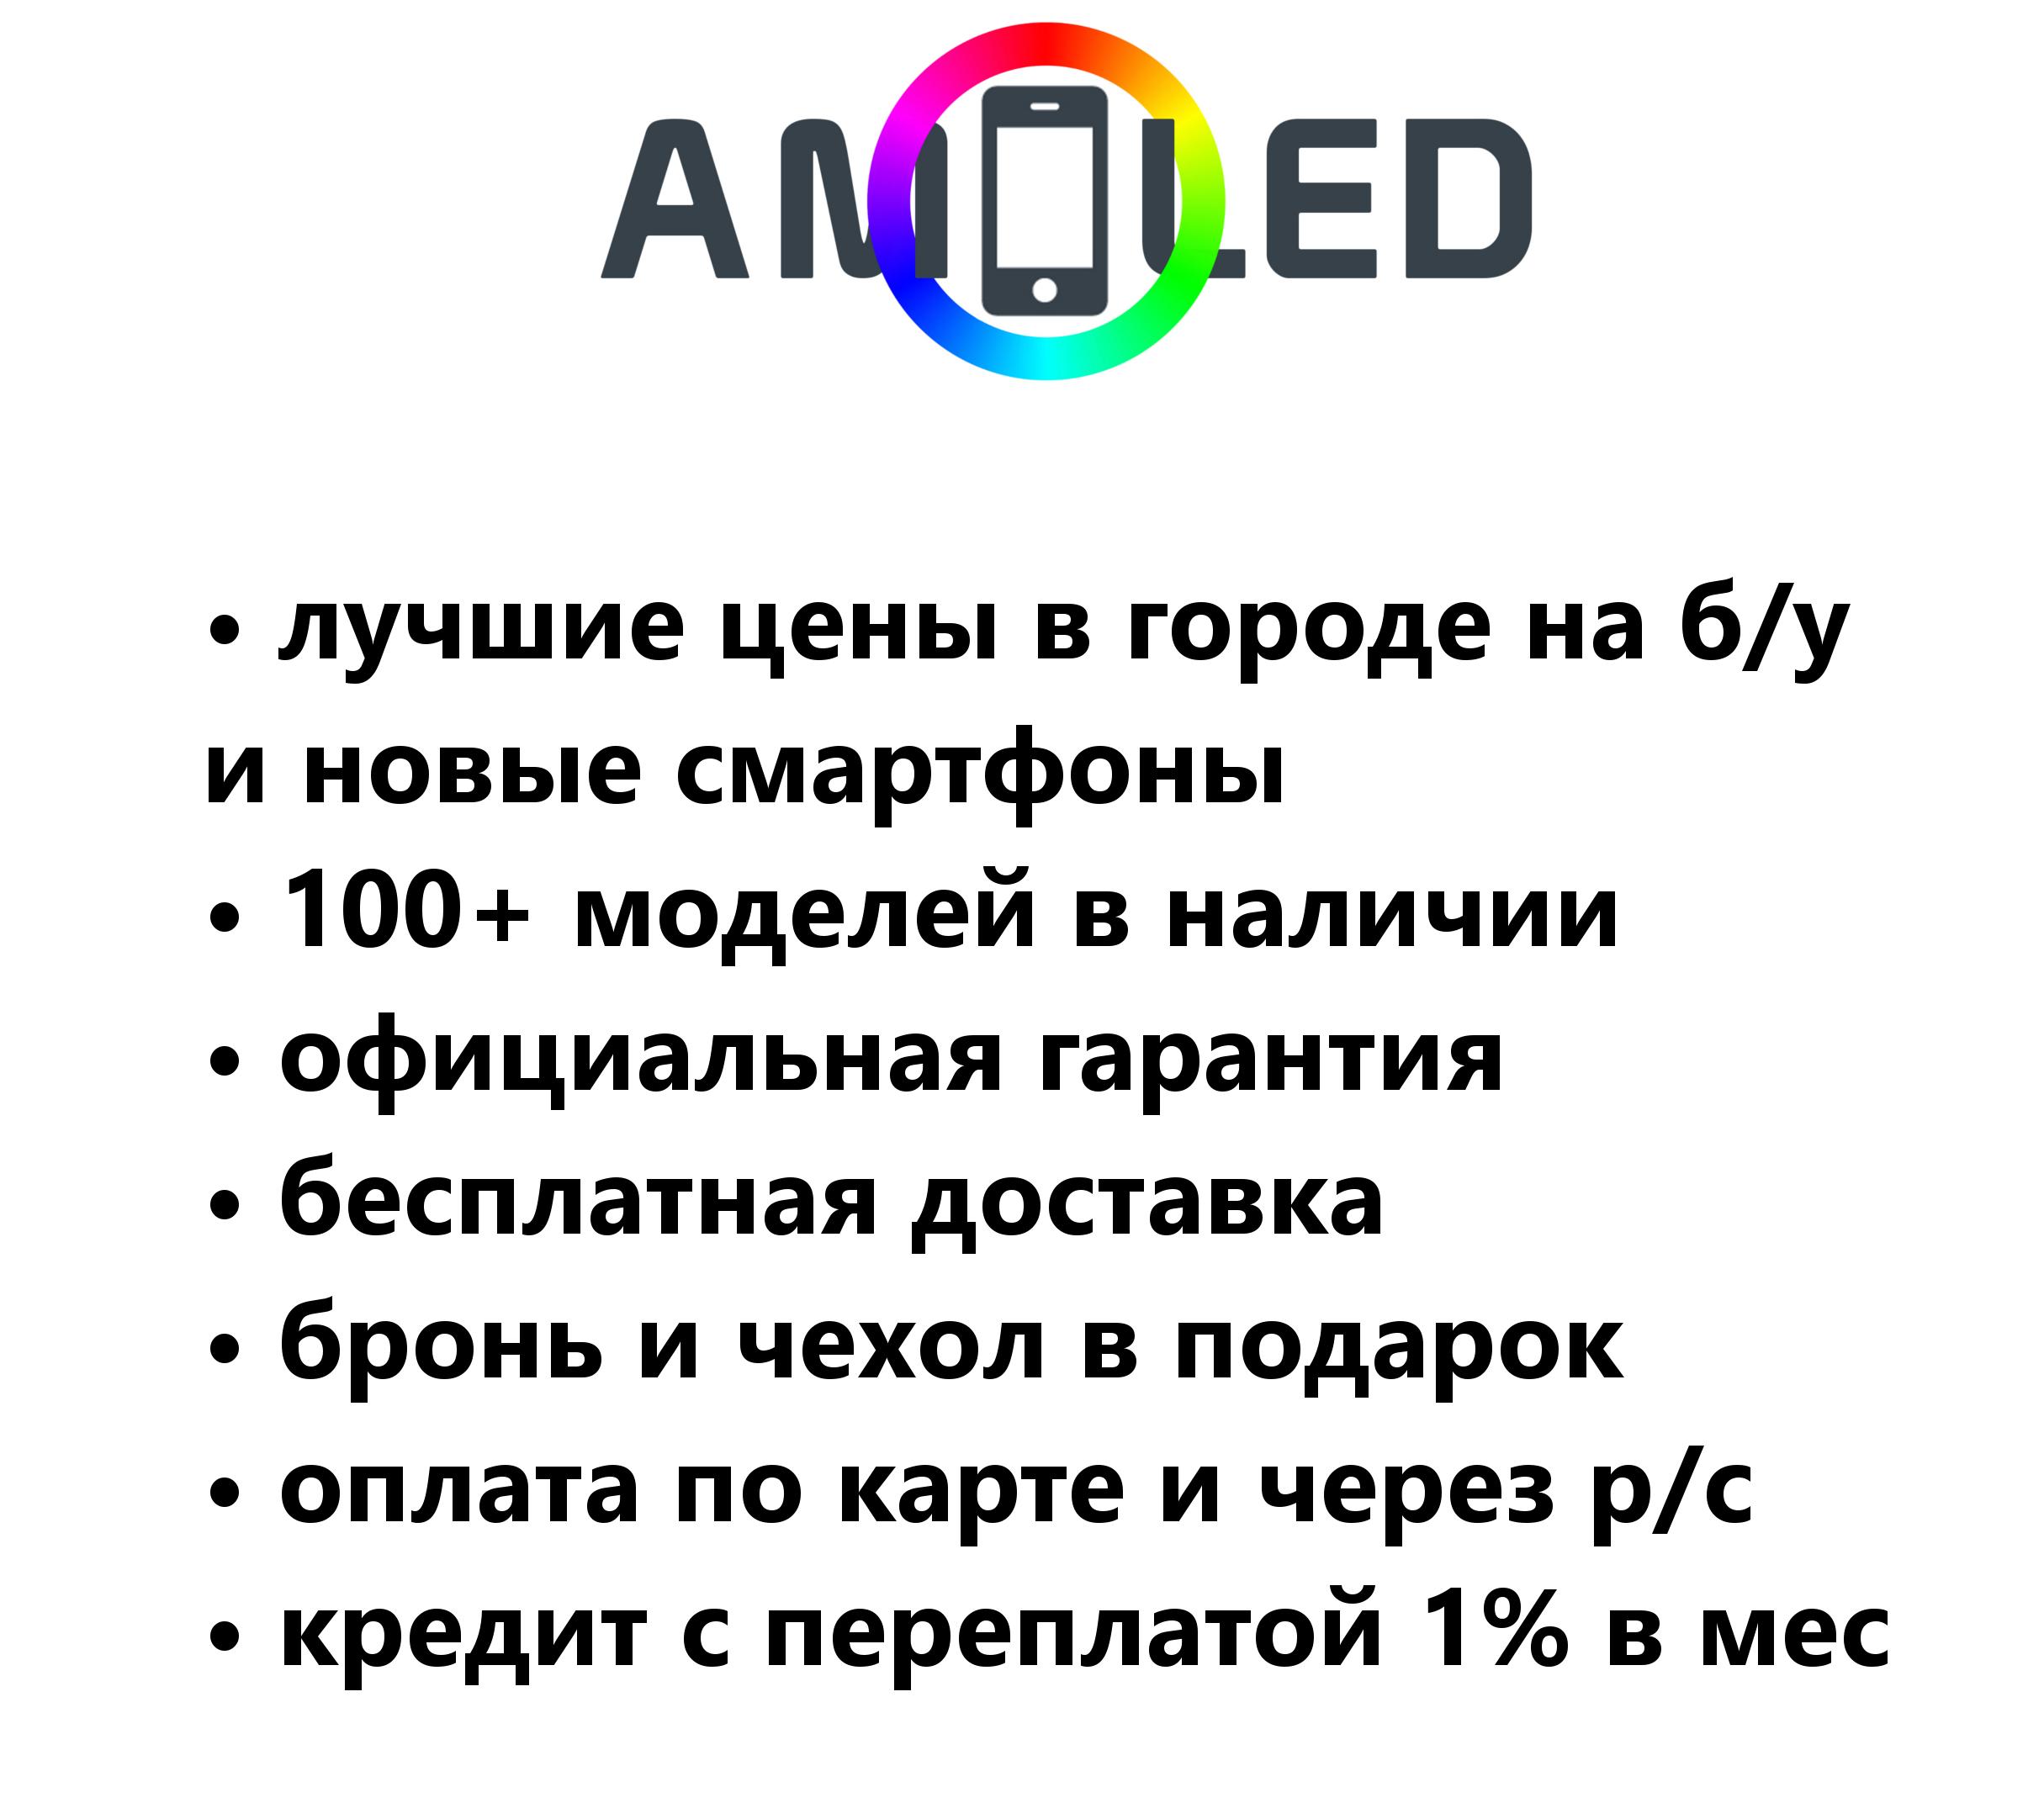 AMOLED
• лучшие цены в городе на б/у
и новые смартфоны
• 100+ моделей в наличии
• официальная гарантия
• бесплатная доставка
• бронь и чехол в подарок
• оплата по карте и через р/с
• кредит с переплатой 1% в мес